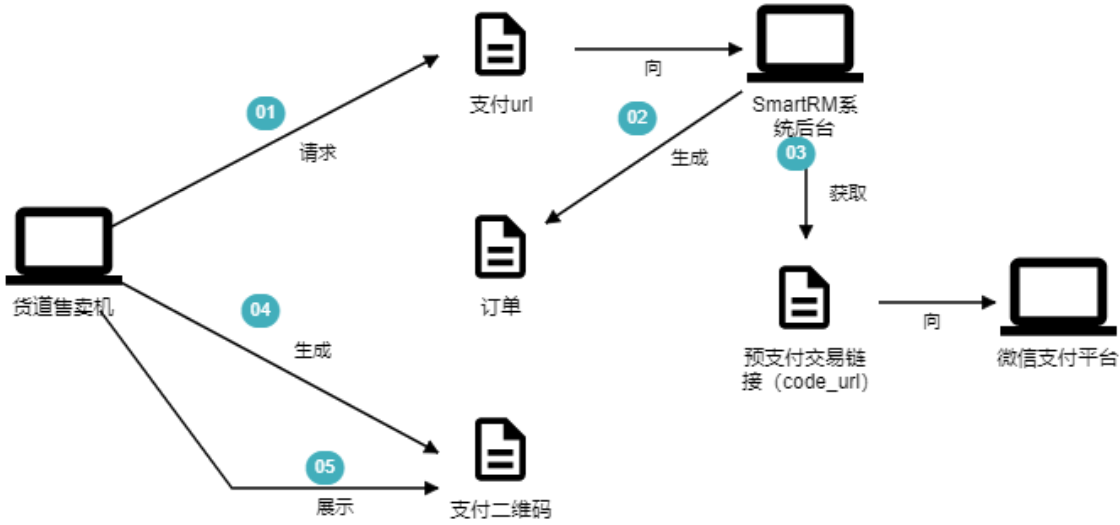 支付url
向
SmartRM系
统后台
01
请求
02
生成
03
获取
货道售卖机
订单
04
生成
向
预支付交易链
接（code_url）
微信支付平台
05
展示
支付二维码